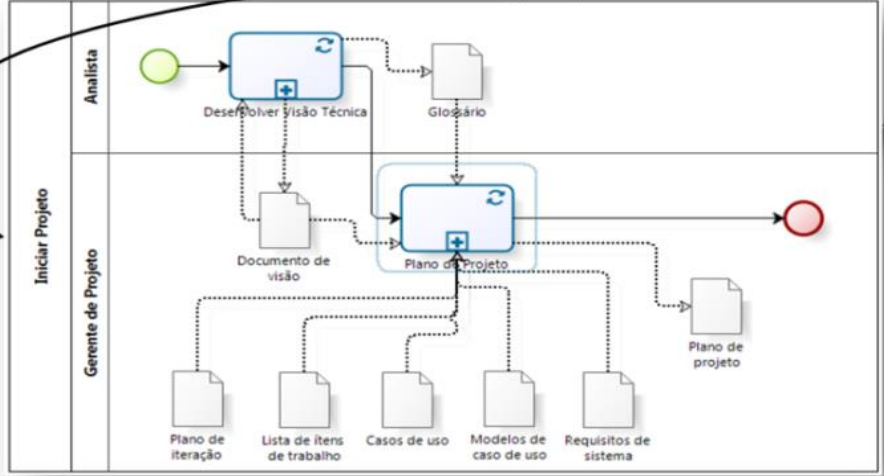 Iniciar Projeto
Analista
Desenvolver Visão Técnica
Glossário
Gerente de Projeto
Documento de
visão
Plano de Projeto
Plano de
projeto
Plano de
iteração
Lista de ítens
de trabalho
Casos de uso
Modelos de
caso de uso
Requisitos de
sistema